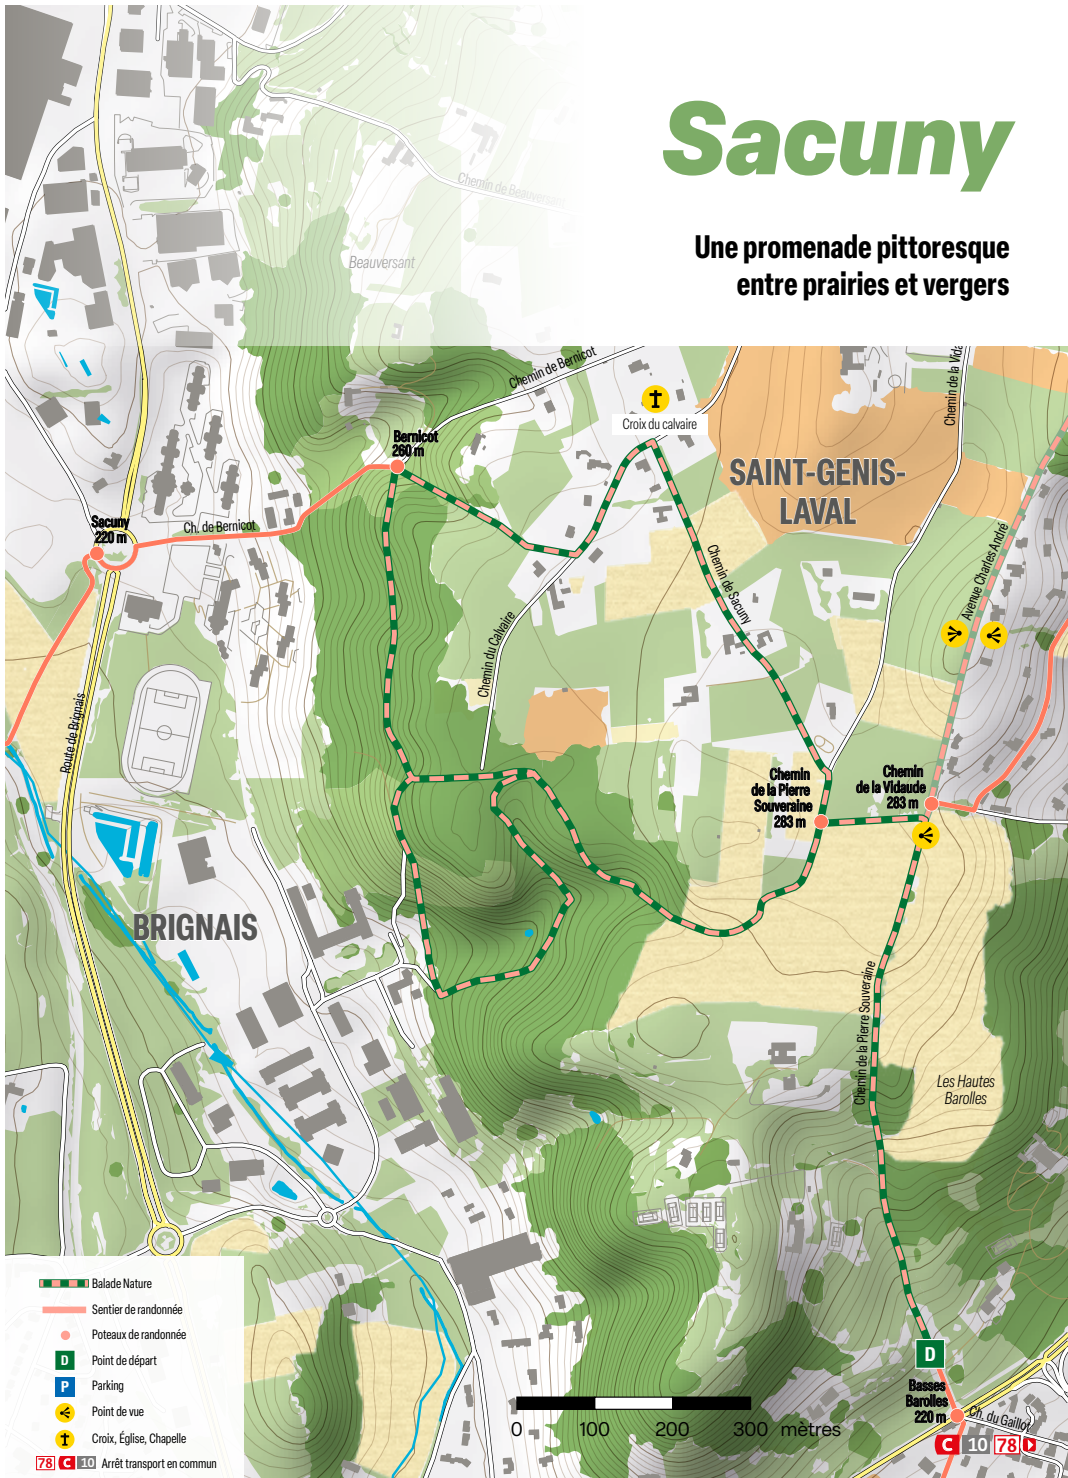 Sacuny
Une promenade pittoresque
entre prairies et vergers
Chemin de Beauversant
Beauversant
Chemin de Bernicot
Croix du calvaire
Chemin de la Vida
Bernicot
260 m
SAINT-GENIS-
LAVAL
Sacuny
220 m
Ch. de Bernicot
Avenue Charles André
Chemin de Sacuny
Chemin du Calvaire
Route de Brignais
Chemin
de la Pierre
Souveraine
283 m
Chemin
de la Vidaude
283 m
BRIGNAIS
Chemin de la Pierre Souveraine
Les Hautes
Barolles
Balade Nature
Sentier de randonnée
Poteaux de randonnée
D Point de départ
P Parking
Point de vue
Croix, Église, Chapelle
78 C 10 Arrêt transport en commun
0 100 200 300 mètres
D
Basses
Barolles
220 m
Ch. du Gaillot
C 10 78